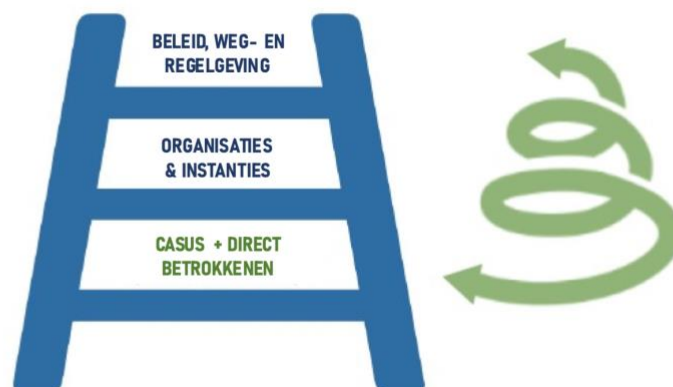 BELEID, WEG- EN
REGELGEVING
ORGANISATIES
& INSTANTIES
CASUS + DIRECT
BETROKKENEN